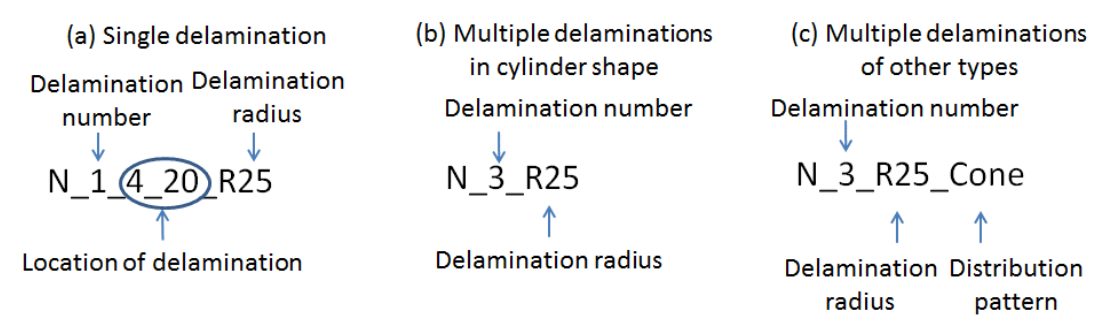 (a) Single delamination
Delamination number
Delamination radius
N_1_4_20_R25
Location of delamination
(b) Multiple delaminations
in cylinder shape
Delamination number
N_3_R25
Delamination radius
(c) Multiple delaminations
of other types
Delamination number
N_3_R25_Cone
Delamination
radius
Distribution
pattern